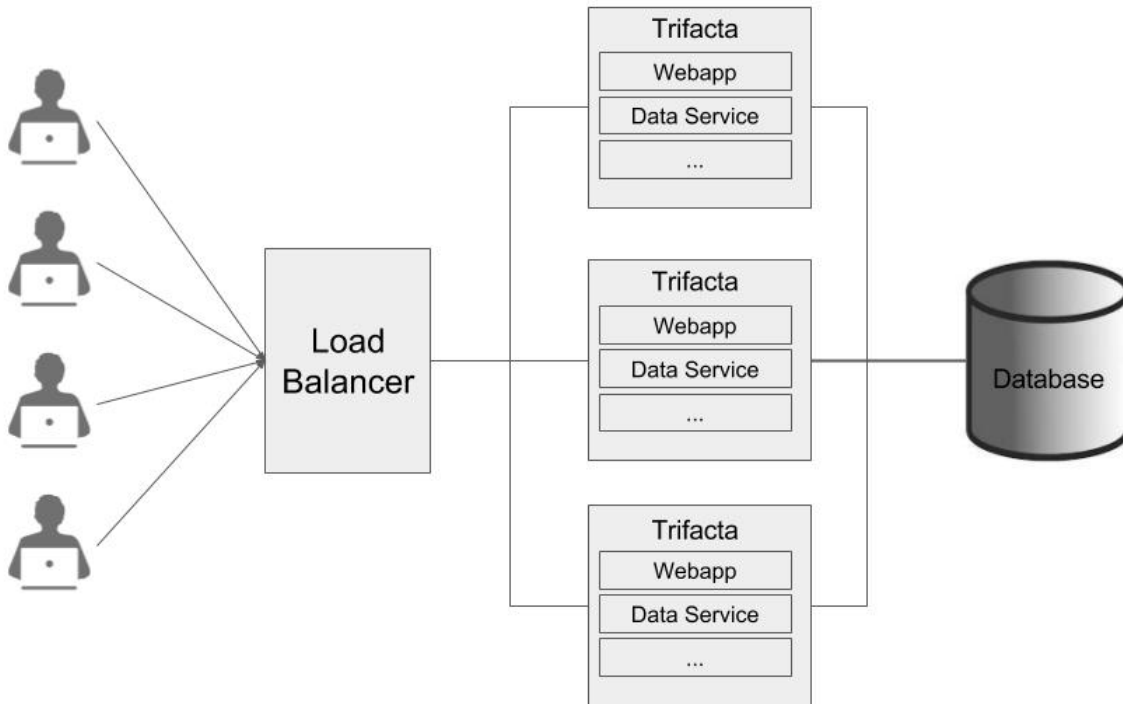 Trifacta
Webapp
Data Service
...
Load
Balancer
Trifacta
Webapp
Data Service
...
Database
Trifacta
Webapp
Data Service
...